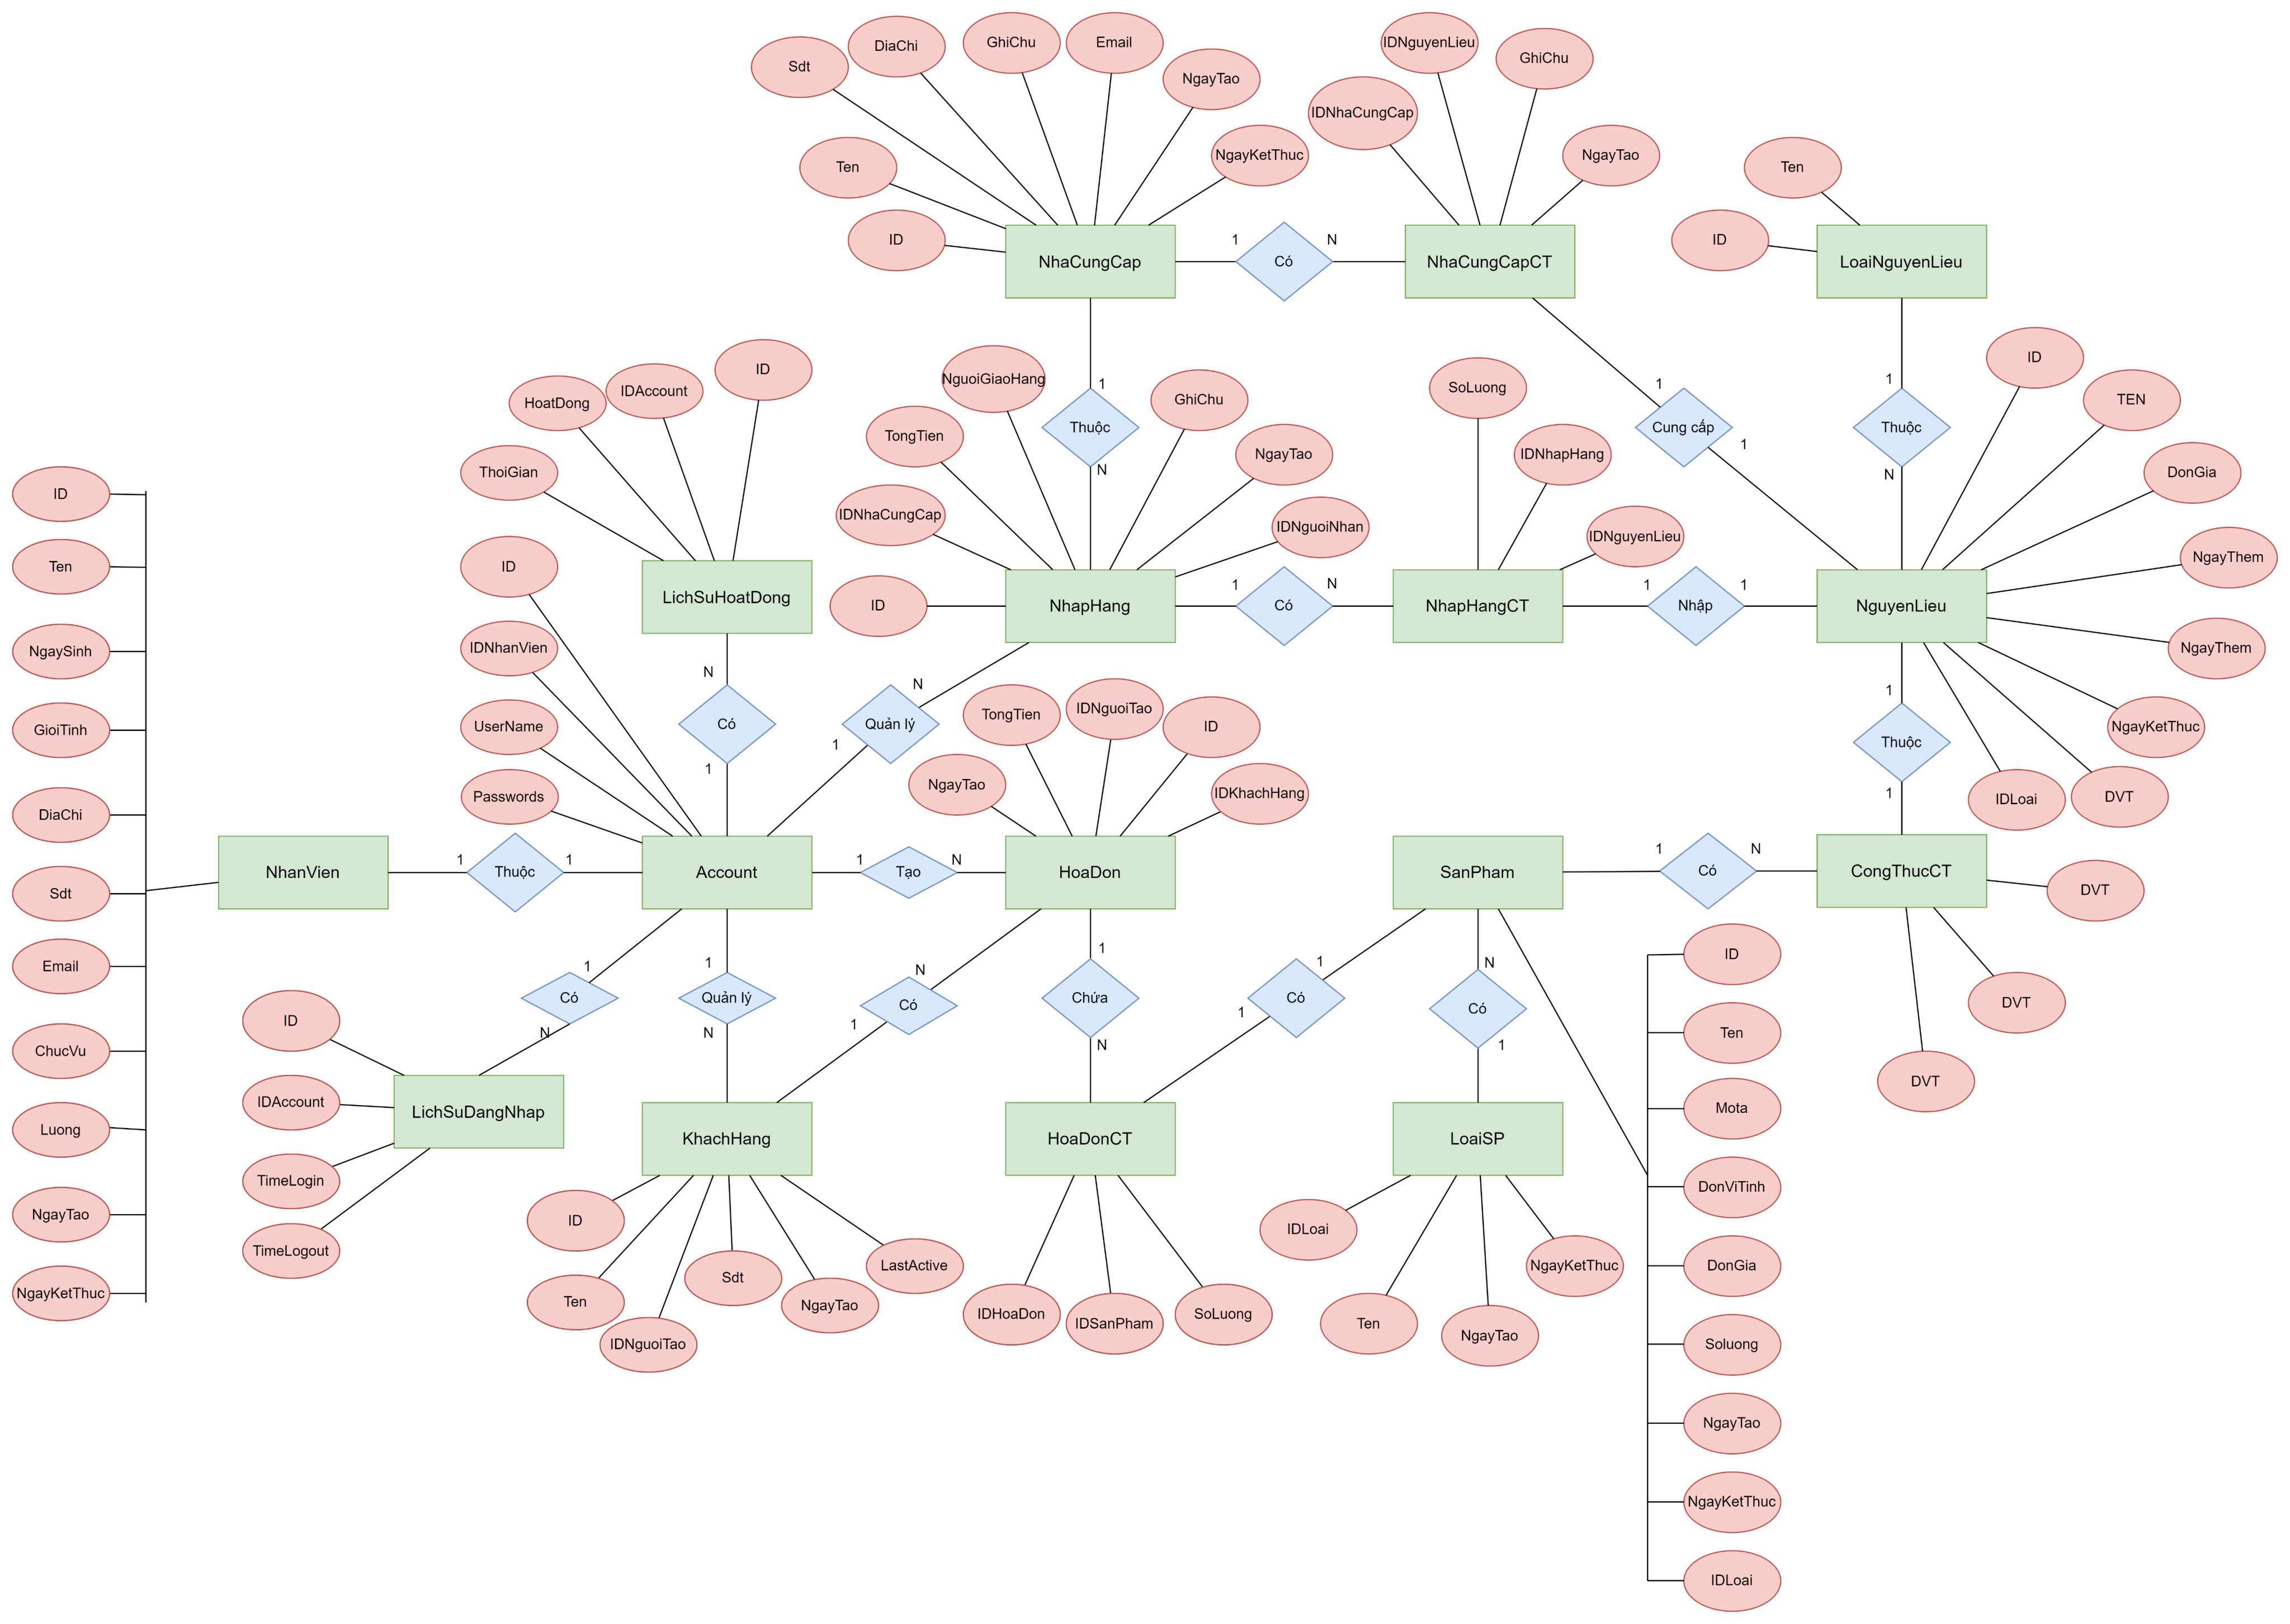 IDNguyenLieu
DiaChi
GhiChu
Email
GhiChu
Sdt
NgayTao
IDNhaCungCap
NgayKetThuc
NgayTao
Ten
Ten
ID
ID
1
N
NhaCungCap
Có
NhaCungCapCT
LoaiNguyenLieu
ID
ID
NguoiGiaoHang
1
1
1
SoLuong
IDAccount
HoatDong
GhiChu
TEN
Thuộc
Cung cấp
Thuộc
TongTien
1
NgayTao
IDNhapHang
N
N
ThoiGian
DonGia
ID
IDNhaCungCap
IDNguoiNhan
IDNguyenLieu
NgayThem
Ten
ID
1
N
1
1
LichSuHoatDong
ID
NhapHang
Có
NhapHangCT
Nhập
NguyenLieu
NgaySinh
IDNhanVien
NgayThem
N
N
1
IDNguoiTao
TongTien
GioiTinh
UserName
Có
Quản lý
ID
NgayKetThuc
1
Thuộc
1
NgayTao
IDKhachHang
1
Passwords
IDLoai
DVT
DiaChi
1
1
1
N
1
N
NhanVien
Thuộc
Account
Tạo
HoaDon
SanPham
Có
CongThucCT
Sdt
DVT
1
ID
Email
1
1
N
1
N
Có
Quản lý
Có
Chứa
Có
Có
DVT
ID
1
1
N
N
N
1
Ten
ChucVu
DVT
IDAccount
Mota
LichSuDangNhap
Luong
KhachHang
HoaDonCT
LoaiSP
TimeLogin
DonViTinh
NgayTao
ID
IDLoai
TimeLogout
LastActive
NgayKetThuc
DonGia
Sdt
NgayKetThuc
Ten
NgayTao
IDHoaDon
IDSanPham
SoLuong
Ten
NgayTao
IDNguoiTao
Soluong
NgayTao
NgayKetThuc
IDLoai